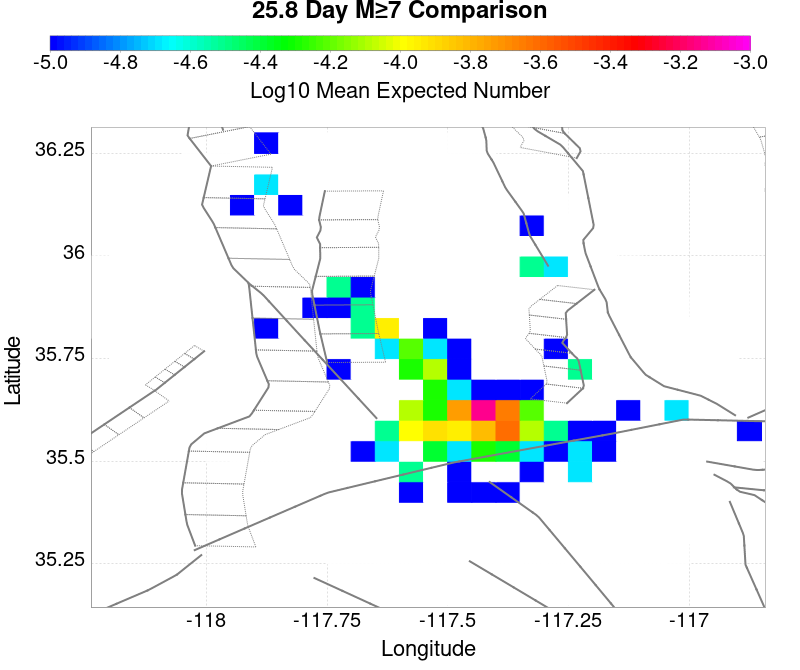 25.8 Day M≥7 Comparison
-5.0 -4.8 -4.6 -4.4 -4.2 -4.0 -3.8 -3.6 -3.4 -3.2 -3.0
Log10 Mean Expected Number
36.25
36
35.75
35.5
35.25
Latitude
-118 -117.75 -117.5 -117.25 -117
Longitude